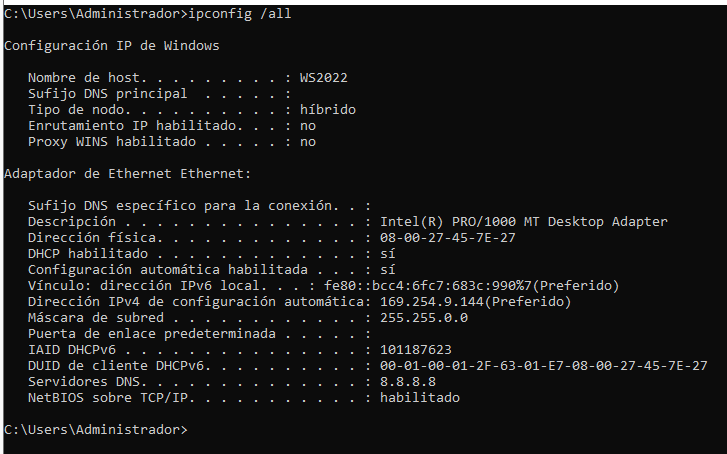 C:\Users\Administrador>ipconfig /all
Configuración IP de Windows
Nombre de host. . . . . . . . . : WS2022
Sufijo DNS principal  . . . . . :
Tipo de nodo. . . . . . . . . . : híbrido
Enrutamiento IP habilitado. . . : no
Proxy WINS habilitado . . . . . : no
Adaptador de Ethernet Ethernet:
Sufijo DNS específico para la conexión. . :
Descripción . . . . . . . . . . . . . . . : Intel(R) PRO/1000 MT Desktop Adapter
Dirección física. . . . . . . . . . . . . : 08-00-27-45-7E-27
DHCP habilitado . . . . . . . . . . . . . : sí
Configuración automática habilitada . . . : sí
Vínculo: dirección IPv6 local. . . : fe80::bcc4:6fc7:683c:990%7(Preferido)
Dirección IPv4 de configuración automática: 169.254.9.144(Preferido)
Máscara de subred . . . . . . . . . . . . : 255.255.0.0
Puerta de enlace predeterminada . . . . . :
IAID DHCPv6 . . . . . . . . . . . . . . . : 101187623
DUID de cliente DHCPv6. . . . . . . . . . : 00-01-00-01-2F-63-01-E7-08-00-27-45-7E-27
Servidores DNS. . . . . . . . . . . . . . : 8.8.8.8
NetBIOS sobre TCP/IP. . . . . . . . . . . : habilitado
C:\Users\Administrador>